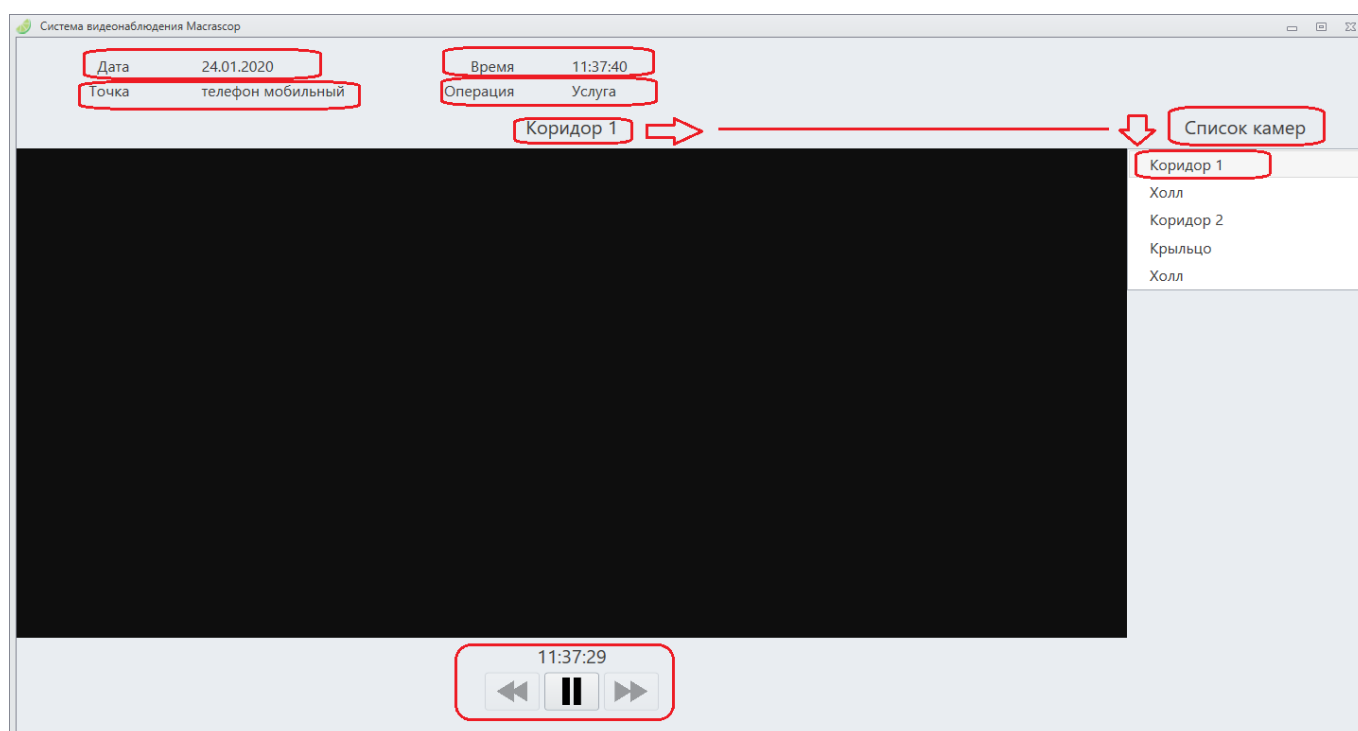 Система видеонаблюдения Macrascop
Дата 24.01.2020 Время 11:37:40
Точка телефон мобильный Операция Услуга
Коридор 1 Список камер
Коридор 1
Холл
Коридор 2
Крыльцо
Холл
11:37:29